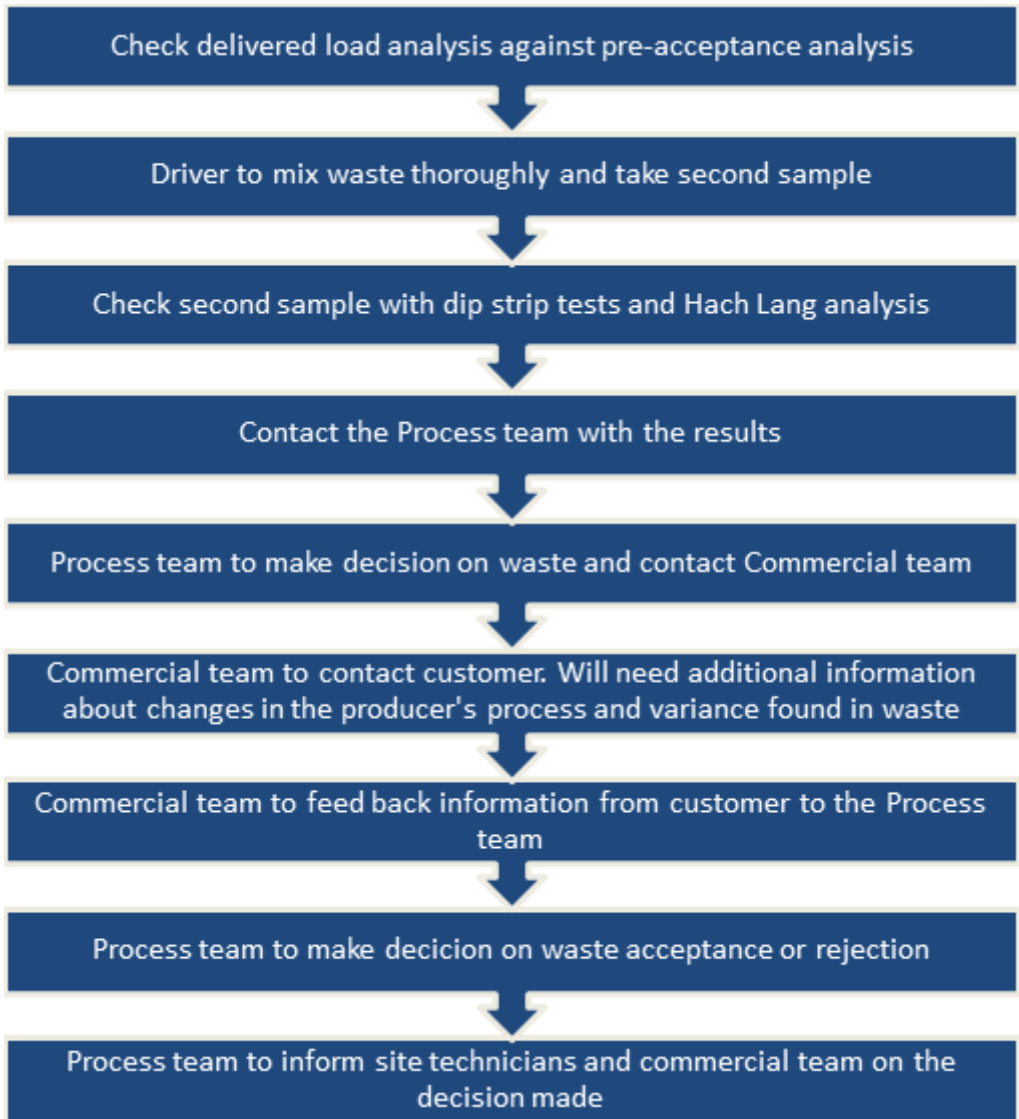 Check delivered load analysis against pre-acceptance analysis
Driver to mix waste thoroughly and take second sample
Check second sample with dip strip tests and Hach Lang analysis
Contact the Process team with the results
Process team to make decision on waste and contact Commercial team
Commercial team to contact customer. Will need additional information
about changes in the producer's process and variance found in waste
Commercial team to feed back information from customer to the Process
team
Process team to make decicion on waste acceptance or rejection
Process team to inform site technicians and commercial team on the
decision made